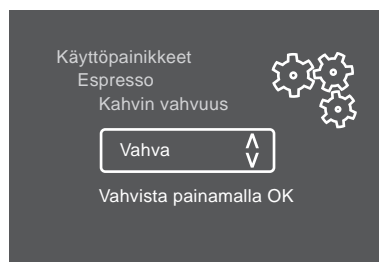 Käyttöpainikkeet
Espresso
Kahvin vahvuus
Vahva
Vahvista painamalla OK